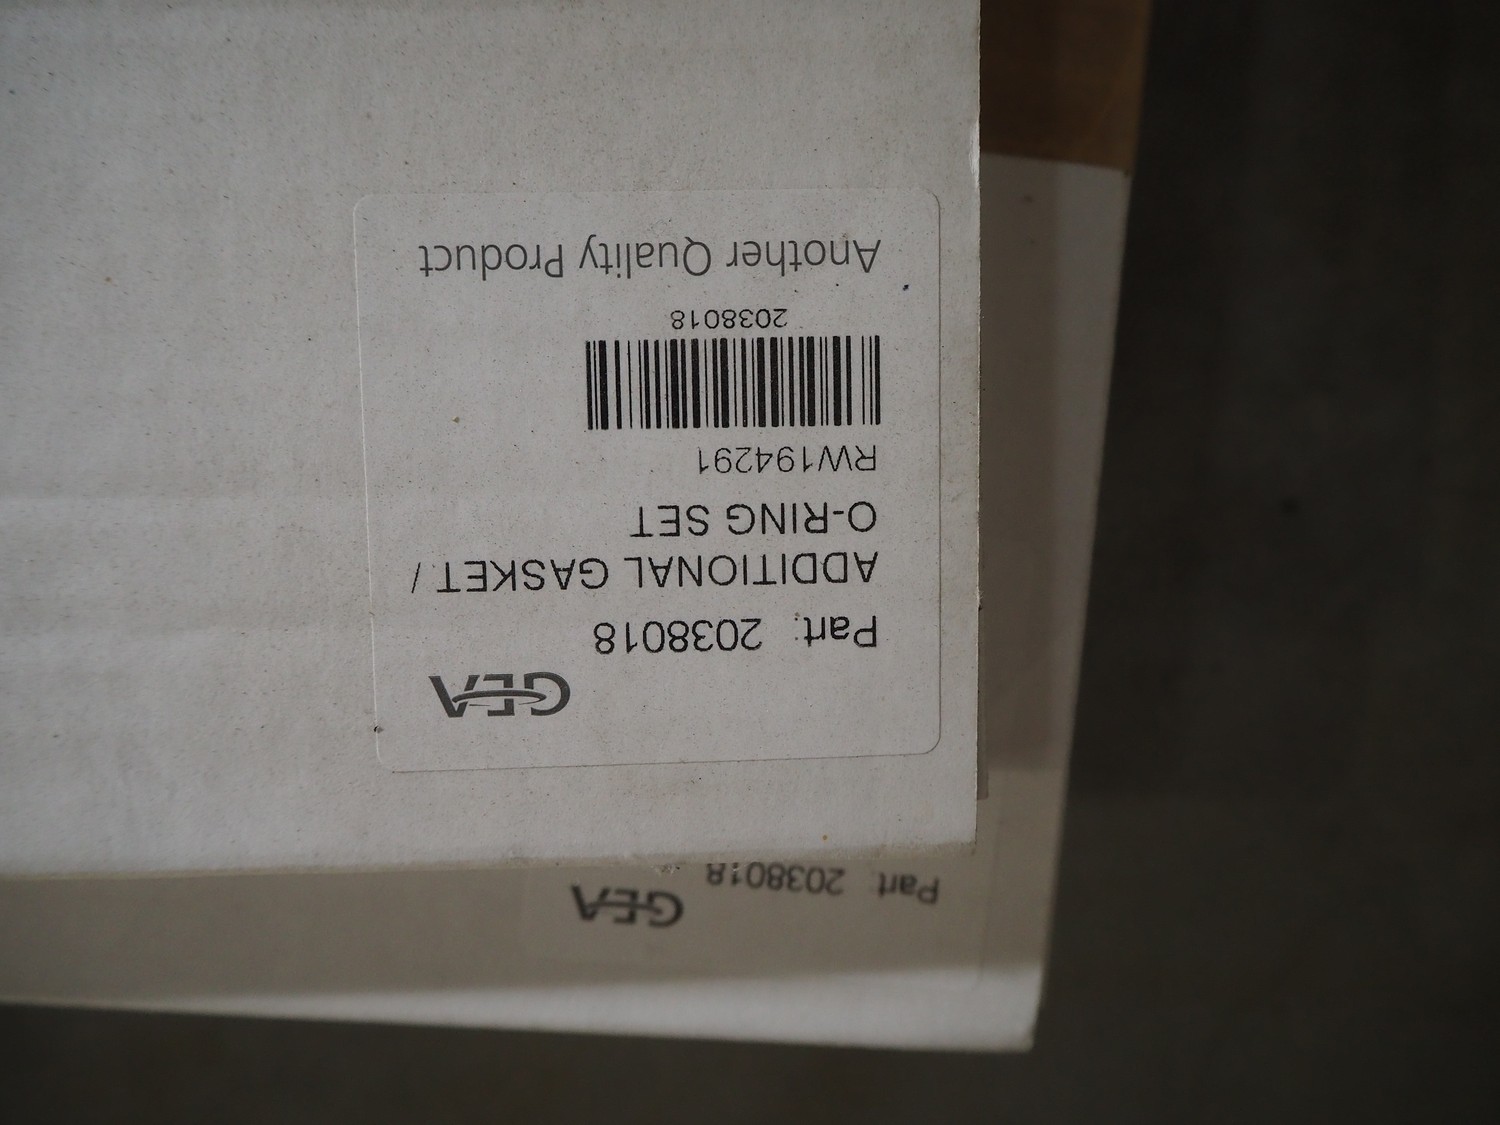 GEA
Part: 2038018
ADDITIONAL GASKET /
O-RING SET
RW194291
2038018
Another Quality Product
GEA
Part: 2038018